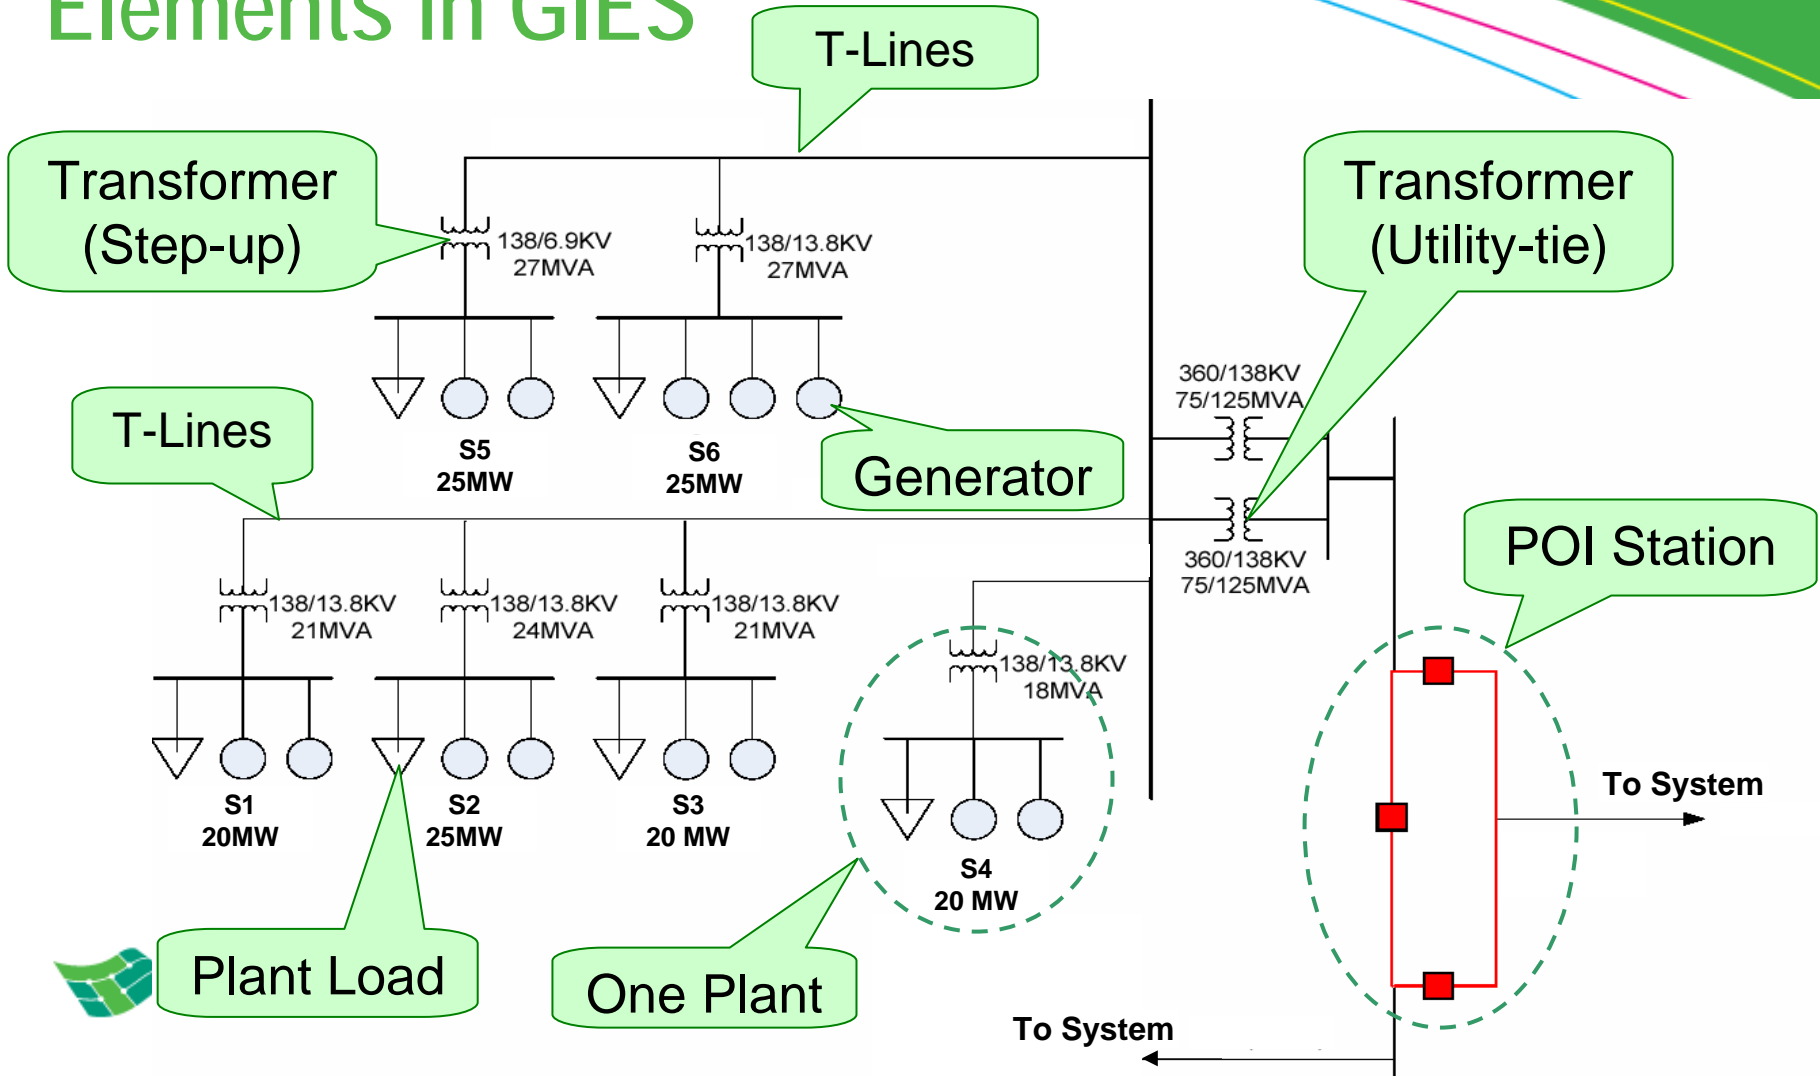 Elements in GIES
T-Lines
Transformer
(Step-up)
Transformer
(Utility-tie)
138/6.9KV
27MVA
138/13.8KV
27MVA
360/138KV
75/125MVA
T-Lines
S5
25MW
S6
25MW
Generator
360/138KV
75/125MVA
POI Station
138/13.8KV
21MVA
138/13.8KV
24MVA
138/13.8KV
21MVA
138/13.8KV
18MVA
S1
20MW
S2
25MW
S3
20 MW
S4
20 MW
To System
Plant Load
One Plant
To System